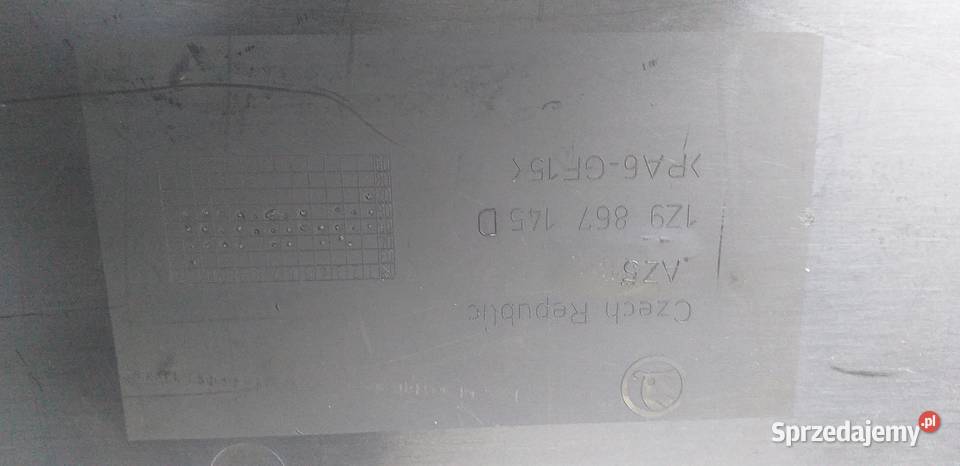 Czech Republic
AZ5
1Z9 867 145 D
>PA6-GF15<
Sprzedajemy.pl